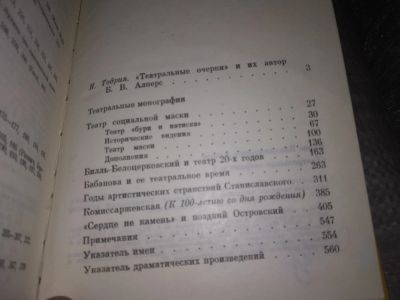 Н. Тодрия. «Театральные очерки» и их автор
Б. В. Алперс . . . . . . . . . 3
Театральные монографии
Театр социальной маски . . . . . . . 27
Театр «бури и натиска» . . . . . . . 30
Исторические видения . . . . . . . 67
Театр маски . . . . . . . 100
Дополнения . . . . . . . 136
Билль-Белоцерковский и театр 20-х годов . . 163
Бабанова и ее театральное время . . . . 263
Годы артистических странствий Станиславского . 311
Комиссаржевская (К 100-летию со дня рождения) . 385
«Сердце не камень» и поздний Островский . . 405
Примечания . . . . . . . 547
Указатель имен . . . . . . . 554
Указатель драматических произведений . . . 560